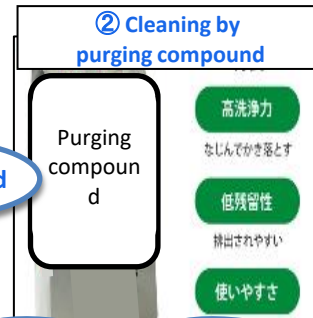 ② Cleaning by
purging compound
高洗浄力
Purging
compoun
d
なじんでかき落とす
d
低残留性
排出されやすい
使いやすさ